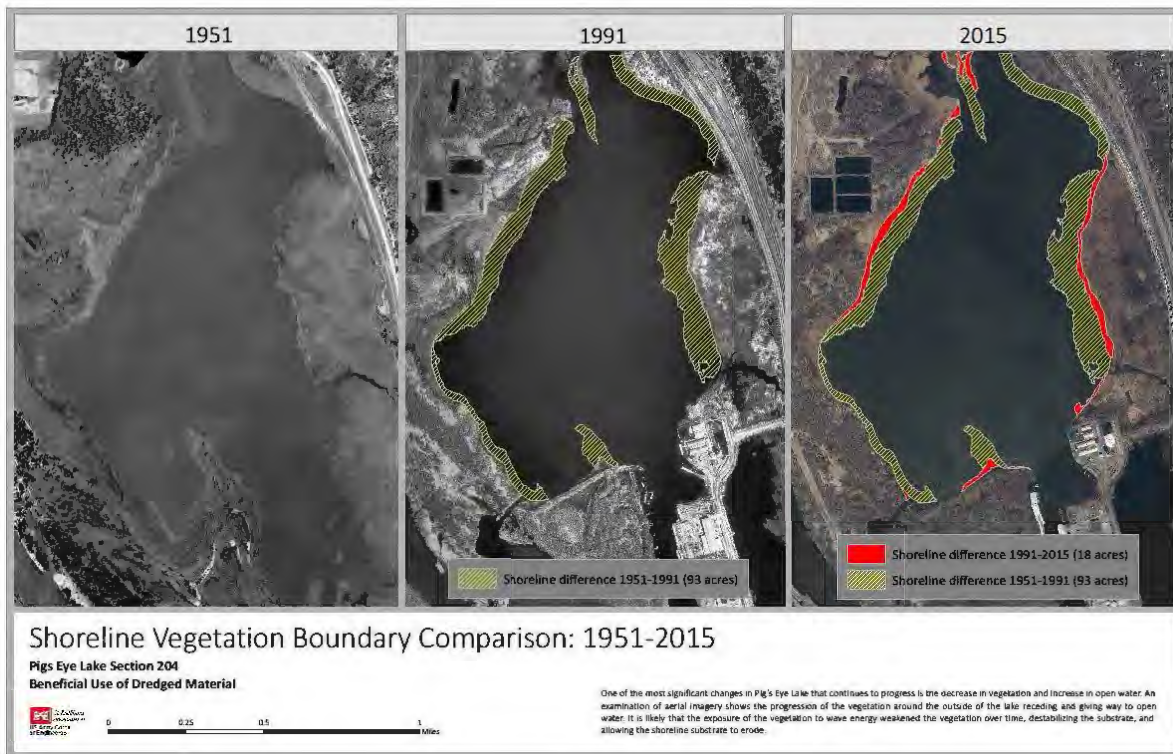 1951
1991
2015
Shoreline difference 1951-1991 (93 acres)
Shoreline difference 1991-2015 (18 acres)
Shoreline difference 1951-1991 (93 acres)
Shoreline Vegetation Boundary Comparison: 1951-2015
Pigs Eye Lake Section 204
Beneficial Use of Dredged Material
US Army Corps
of Engineers
0 0.25 0.5 1
Miles
One of the most significant changes in Pig's Eye Lake that continues to progress is the decrease in vegetation and increase in open water. An
examination of aerial imagery shows the progression of the vegetation around the outside of the lake receding and giving way to open
water. It is likely that the exposure of the vegetation to wave energy weakened the vegetation over time, destabilizing the substrate, and
allowing the shoreline substrate to erode.